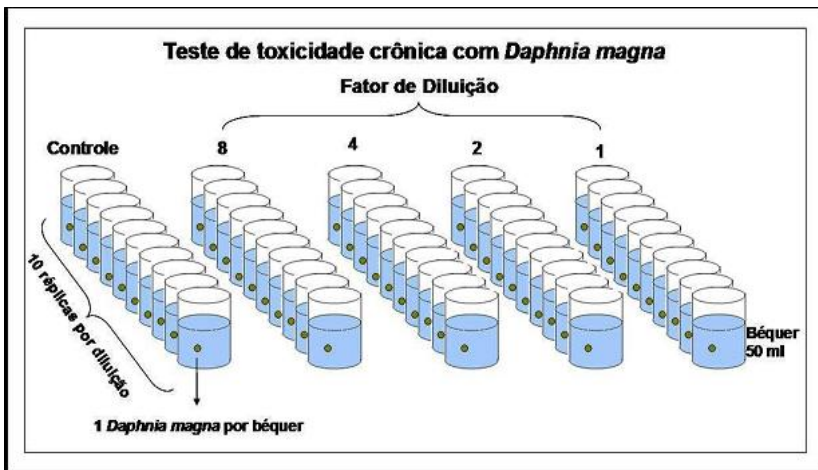 Teste de toxicidade crônica com Daphnia magna
Fator de Diluição
Controle
8
4
2
1
10 réplicas por diluição
Béquer
50 ml
1 Daphnia magna por béquer